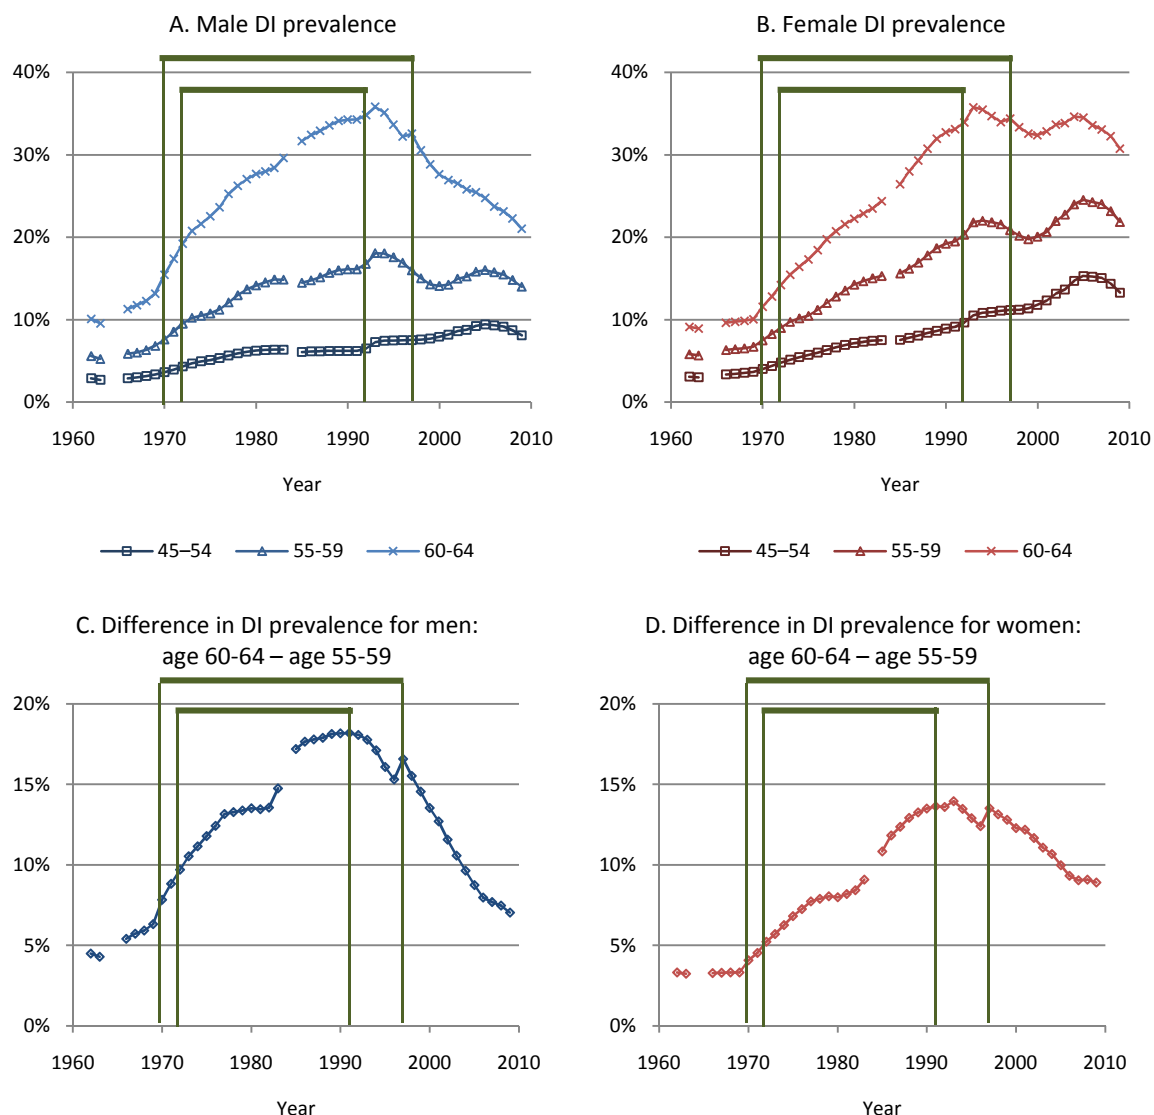 A. Male DI prevalence
40%
30%
20%
10%
0%
1960 1970 1980 1990 2000 2010
Year
45–54 55-59 60-64
B. Female DI prevalence
40%
30%
20%
10%
0%
1960 1970 1980 1990 2000 2010
Year
45–54 55-59 60-64
C. Difference in DI prevalence for men:
age 60-64 – age 55-59
20%
15%
10%
5%
0%
1960 1970 1980 1990 2000 2010
Year
D. Difference in DI prevalence for women:
age 60-64 – age 55-59
20%
15%
10%
5%
0%
1960 1970 1980 1990 2000 2010
Year